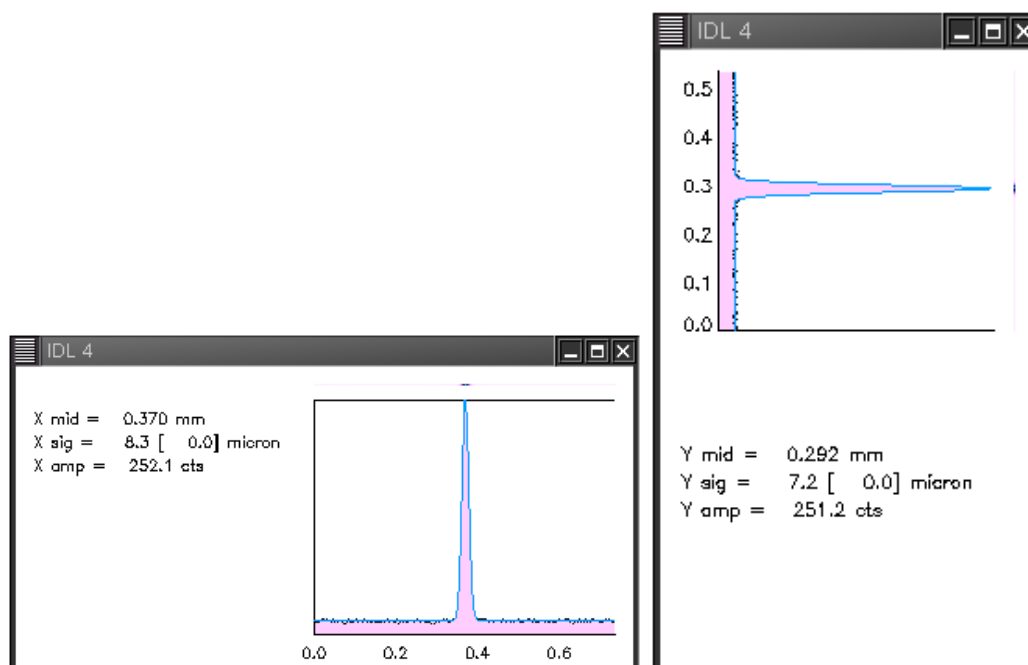 IDL 4
X mid = 0.370 mm
X sig = 8.3 [ 0.0] micron
X amp = 252.1 cts
0.0 0.2 0.4 0.6
IDL 4
0.5
0.4
0.3
0.2
0.1
0.0
Y mid = 0.292 mm
Y sig = 7.2 [ 0.0] micron
Y amp = 251.2 cts